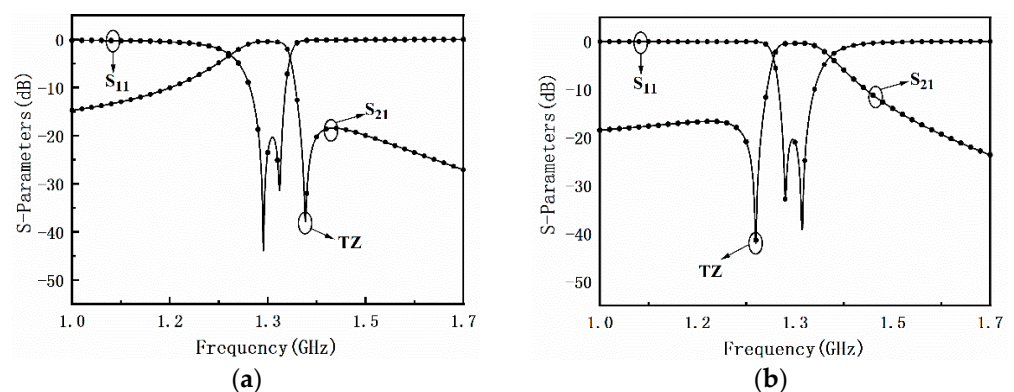 0
-10
-20
-30
-40
-50
S-Parameters(dB)
S11
S21
TZ
1.0 1.2 1.3 1.5 1.7
Frequency(GHz)
(a)
0
-10
-20
-30
-40
-50
S-Parameters(dB)
S11
S21
TZ
1.0 1.2 1.3 1.5 1.7
Frequency(GHz)
(b)